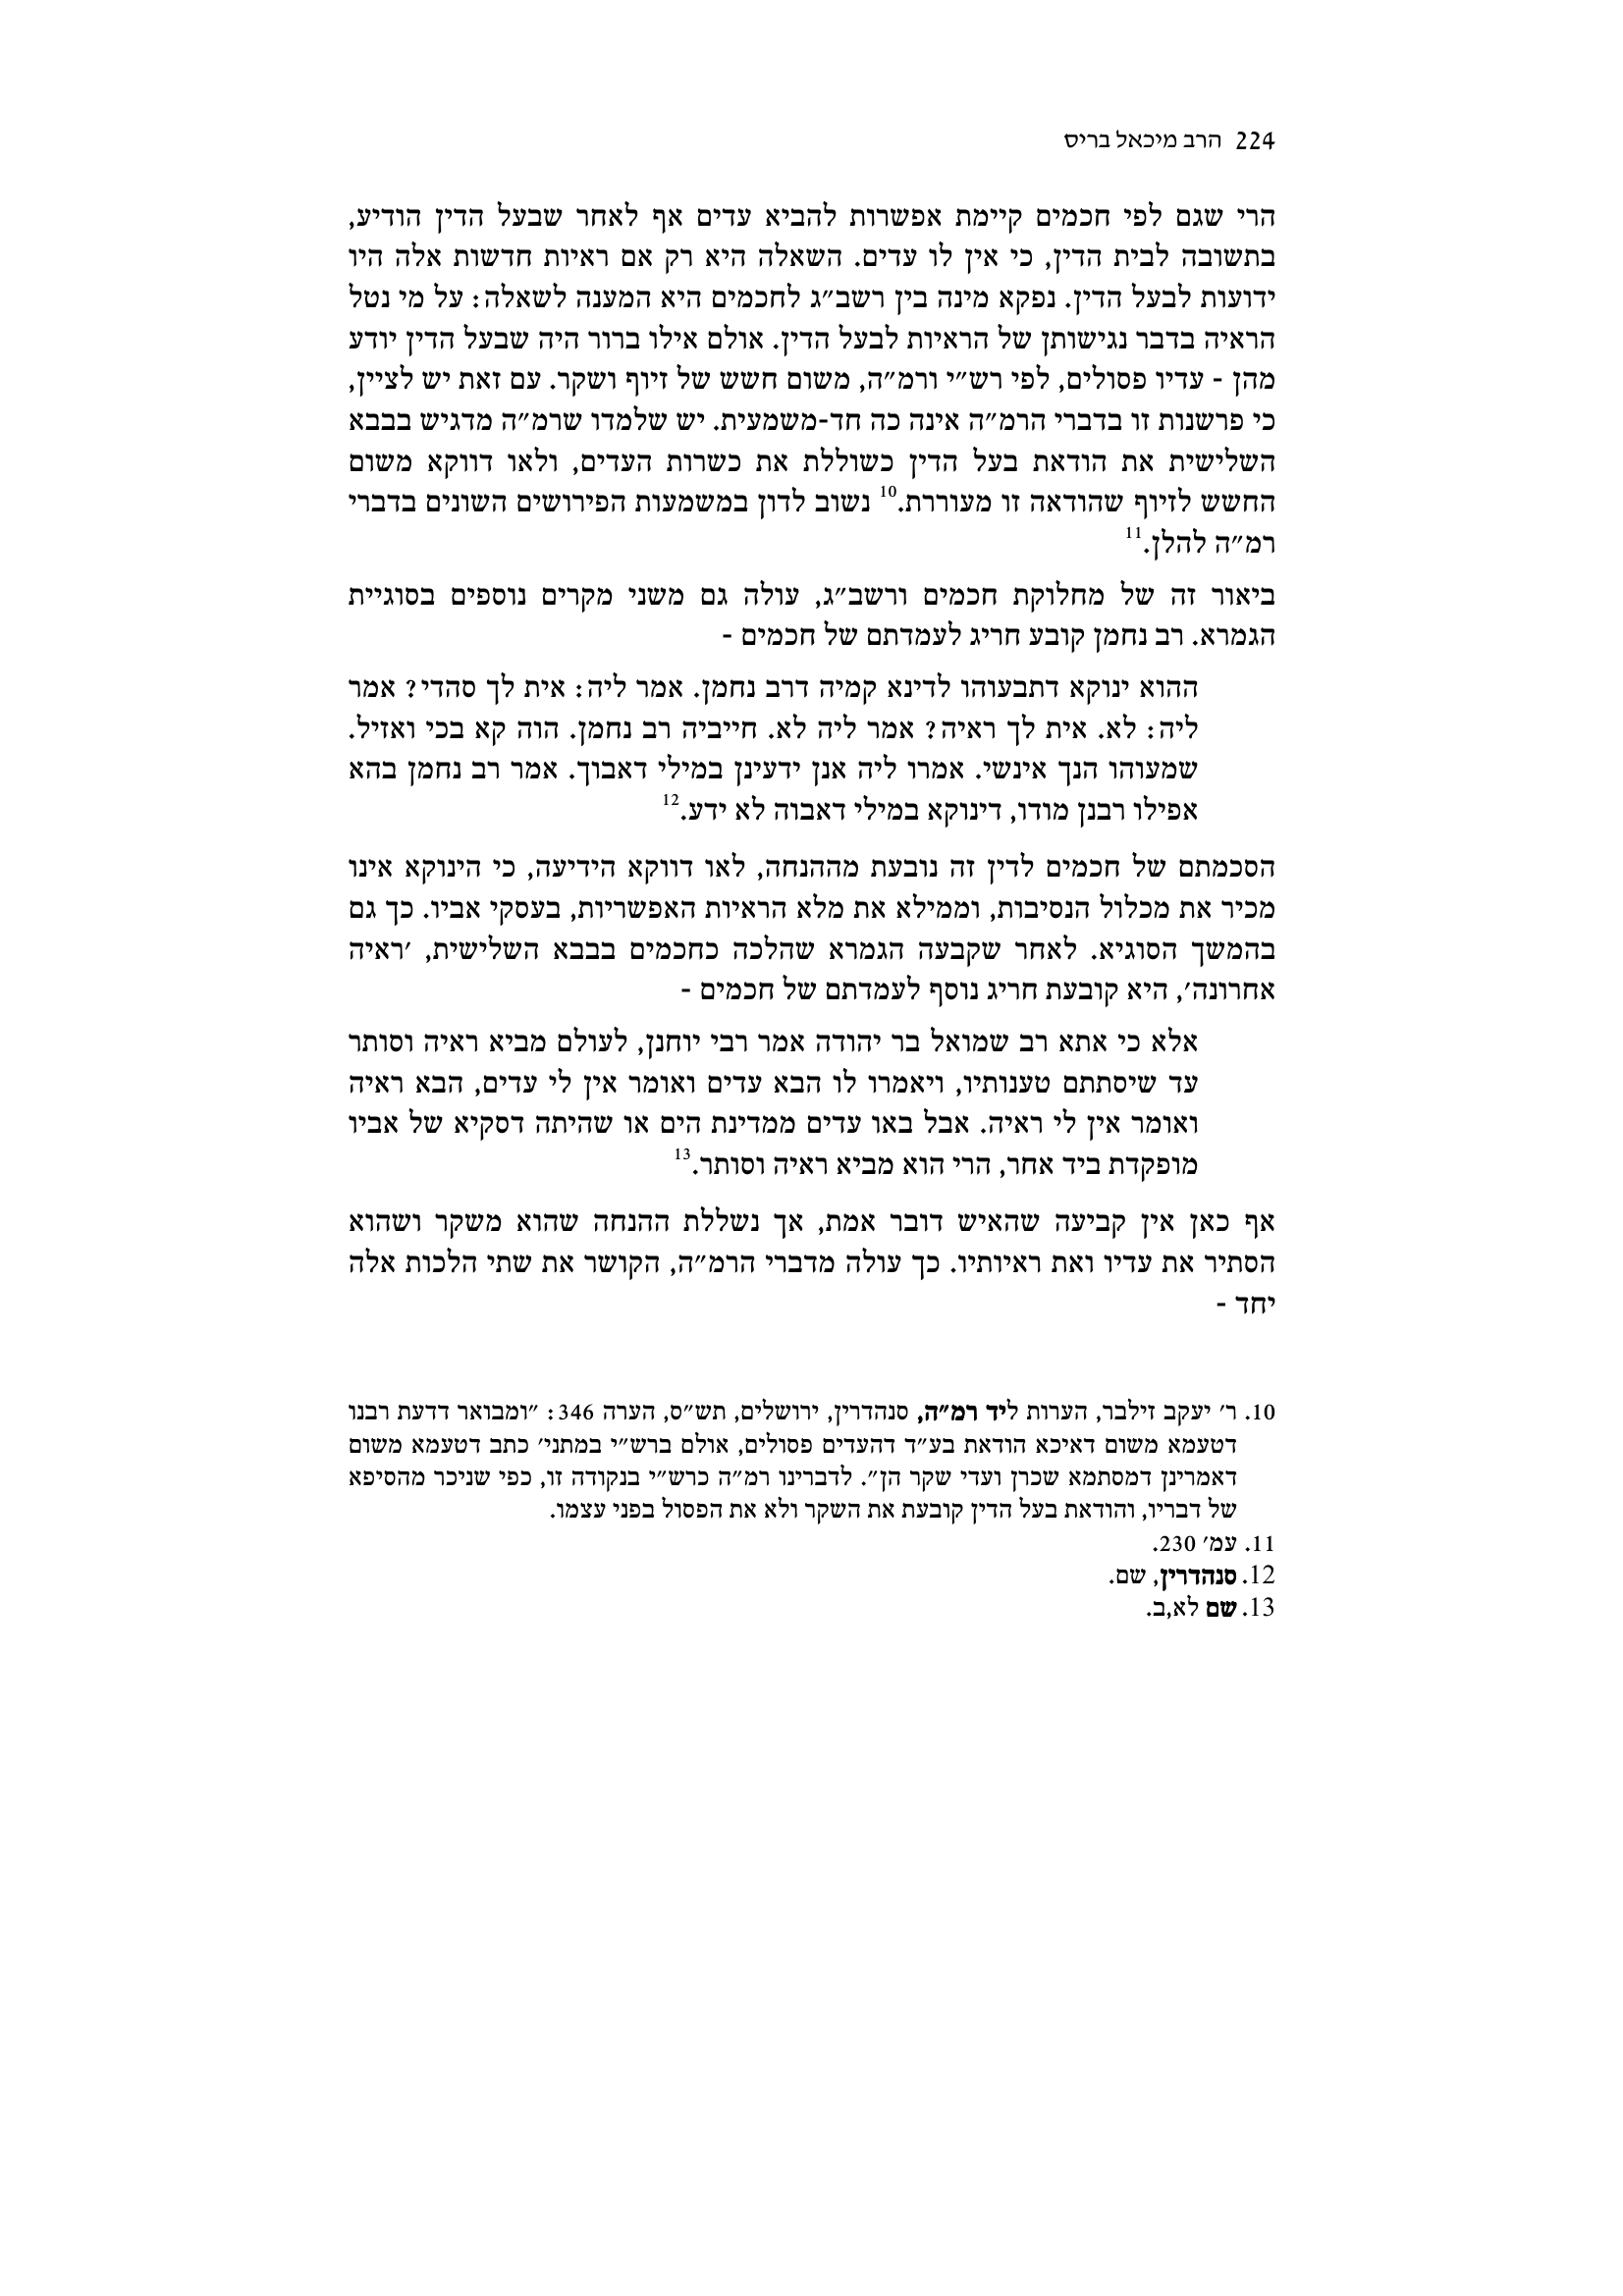 224 הרב מיכאל בריס
הרי שגם לפי חכמים קיימת אפשרות להביא עדים אף לאחר שבעל הדין הודיע,
בתשובה לבית הדין, כי אין לו עדים. השאלה היא רק אם ראיות חדשות אלה היו
ידועות לבעל הדין. נפקא מינה בין רשב״ג לחכמים היא המענה לשאלה: על מי נטל
הראיה בדבר נגישותן של הראיות לבעל הדין. אולם אילו ברור היה שבעל הדין יודע
מהן - עדיו פסולים, לפי רש״י ורמ״ה, משום חשש של זיוף ושקר. עם זאת יש לציין,
כי פרשנות זו בדברי הרמ״ה אינה כה חד-משמעית. יש שלמדו שרמ״ה מדגיש בבבא
השלישית את הודאת בעל הדין כשוללת את כשרות העדים, ולאו דווקא משום
החשש לזיוף שהודאה זו מעוררת.10 נשוב לדון במשמעות הפירושים השונים בדברי
רמ״ה להלן.11
ביאור זה של מחלוקת חכמים ורשב״ג, עולה גם משני מקרים נוספים בסוגיית
הגמרא. רב נחמן קובע חריג לעמדתם של חכמים -
ההוא ינוקא דתבעוהו לדינא קמיה דרב נחמן. אמר ליה: אית לך סהדי? אמר
ליה: לא. אית לך ראיה? אמר ליה לא. חייביה רב נחמן. הוה קא בכי ואזיל.
שמעוהו הנך אינשי. אמרו ליה אנן ידעינן במילי דאבוך. אמר רב נחמן בהא
אפילו רבנן מודו, דינוקא במילי דאבוה לא ידע.12
הסכמתם של חכמים לדין זה נובעת מההנחה, לאו דווקא הידיעה, כי הינוקא אינו
מכיר את מכלול הנסיבות, וממילא את מלא הראיות האפשריות, בעסקי אביו. כך גם
בהמשך הסוגיא. לאחר שקבעה הגמרא שהלכה כחכמים בבבא השלישית, ׳ראיה
אחרונה׳, היא קובעת חריג נוסף לעמדתם של חכמים -
אלא כי אתא רב שמואל בר יהודה אמר רבי יוחנן, לעולם מביא ראיה וסותר
עד שיסתתם טענותיו, ויאמרו לו הבא עדים ואומר אין לי עדים, הבא ראיה
ואומר אין לי ראיה. אבל באו עדים ממדינת הים או שהיתה דסקיא של אביו
מופקדת ביד אחר, הרי הוא מביא ראיה וסותר.13
אף כאן אין קביעה שהאיש דובר אמת, אך נשללת ההנחה שהוא משקר ושהוא
הסתיר את עדיו ואת ראיותיו. כך עולה מדברי הרמ״ה, הקושר את שתי הלכות אלה
יחד -
10. ר׳ יעקב זילבר, הערות ליד רמ״ה, סנהדרין, ירושלים, תש״ס, הערה 346: ״ומבואר דדעת רבנו
דטעמא משום דאיכא הודאת בע״ד דהעדים פסולים, אולם ברש״י במתני׳ כתב דטעמא משום
דאמרינן דמסתמא שכרן ועדי שקר הן״. לדברינו רמ״ה כרש״י בנקודה זו, כפי שניכר מהסיפא
של דבריו, והודאת בעל הדין קובעת את השקר ולא את הפסול בפני עצמו.
11. עמ׳ 230.
12. סנהדרין, שם.
13. שם לא,ב.